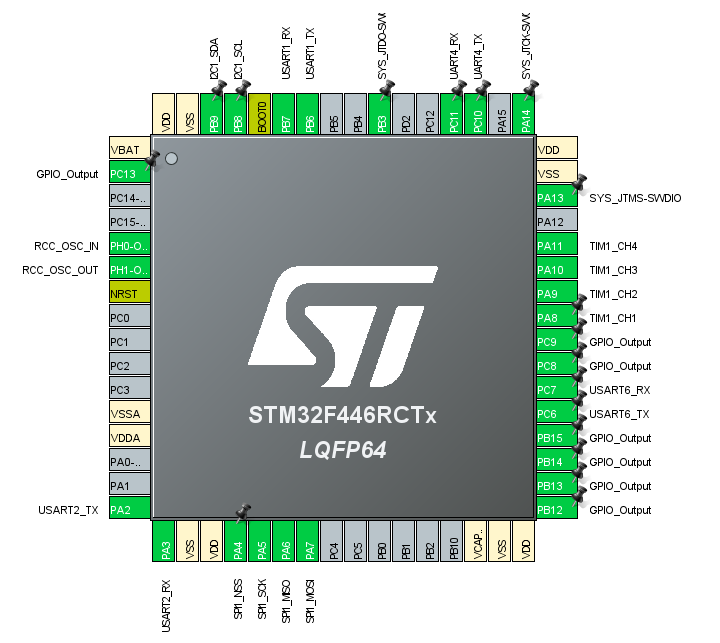 I2C1_SDA
I2C1_SCL
USART1_RX
USART1_TX
SYS_JTDO-SWO
UART4_RX
UART4_TX
SYS_JTCK-SW
VDD
VSS
PB9
PB8
BOOT0
PB7
PB6
PB5
PB4
PB3
PD2
PC12
PC11
PC10
PA15
PA14
VBAT
GPIO_Output PC13
PC14-..
PC15-..
RCC_OSC_IN PH0-O..
RCC_OSC_OUT PH1-O..
NRST
PC0
PC1
PC2
PC3
VSSA
VDDA
PA0-..
PA1
USART2_TX PA2
VDD
VSS
PA13 SYS_JTMS-SWDIO
PA12
PA11 TIM1_CH4
PA10 TIM1_CH3
PA9 TIM1_CH2
PA8 TIM1_CH1
PC9 GPIO_Output
PC8 GPIO_Output
PC7 USART6_RX
PC6 USART6_TX
PB15 GPIO_Output
PB14 GPIO_Output
PB13 GPIO_Output
PB12 GPIO_Output
ST
STM32F446RCTx
LQFP64
PA3
VSS
VDD
PA4
PA5
PA6
PA7
PC4
PC5
PB0
PB1
PB2
PB10
VCAP..
VSS
VDD
USART2_RX
SPI1_NSS
SPI1_SCK
SPI1_MISO
SPI1_MOSI